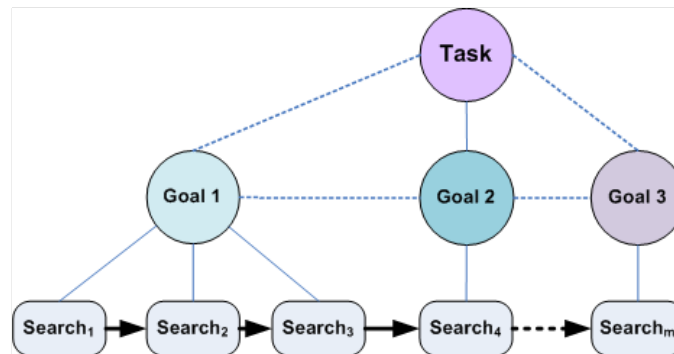 Task
Goal 1
Goal 2
Goal 3
Search₁
Search₂
Search₃
Search₄
Searchₘ